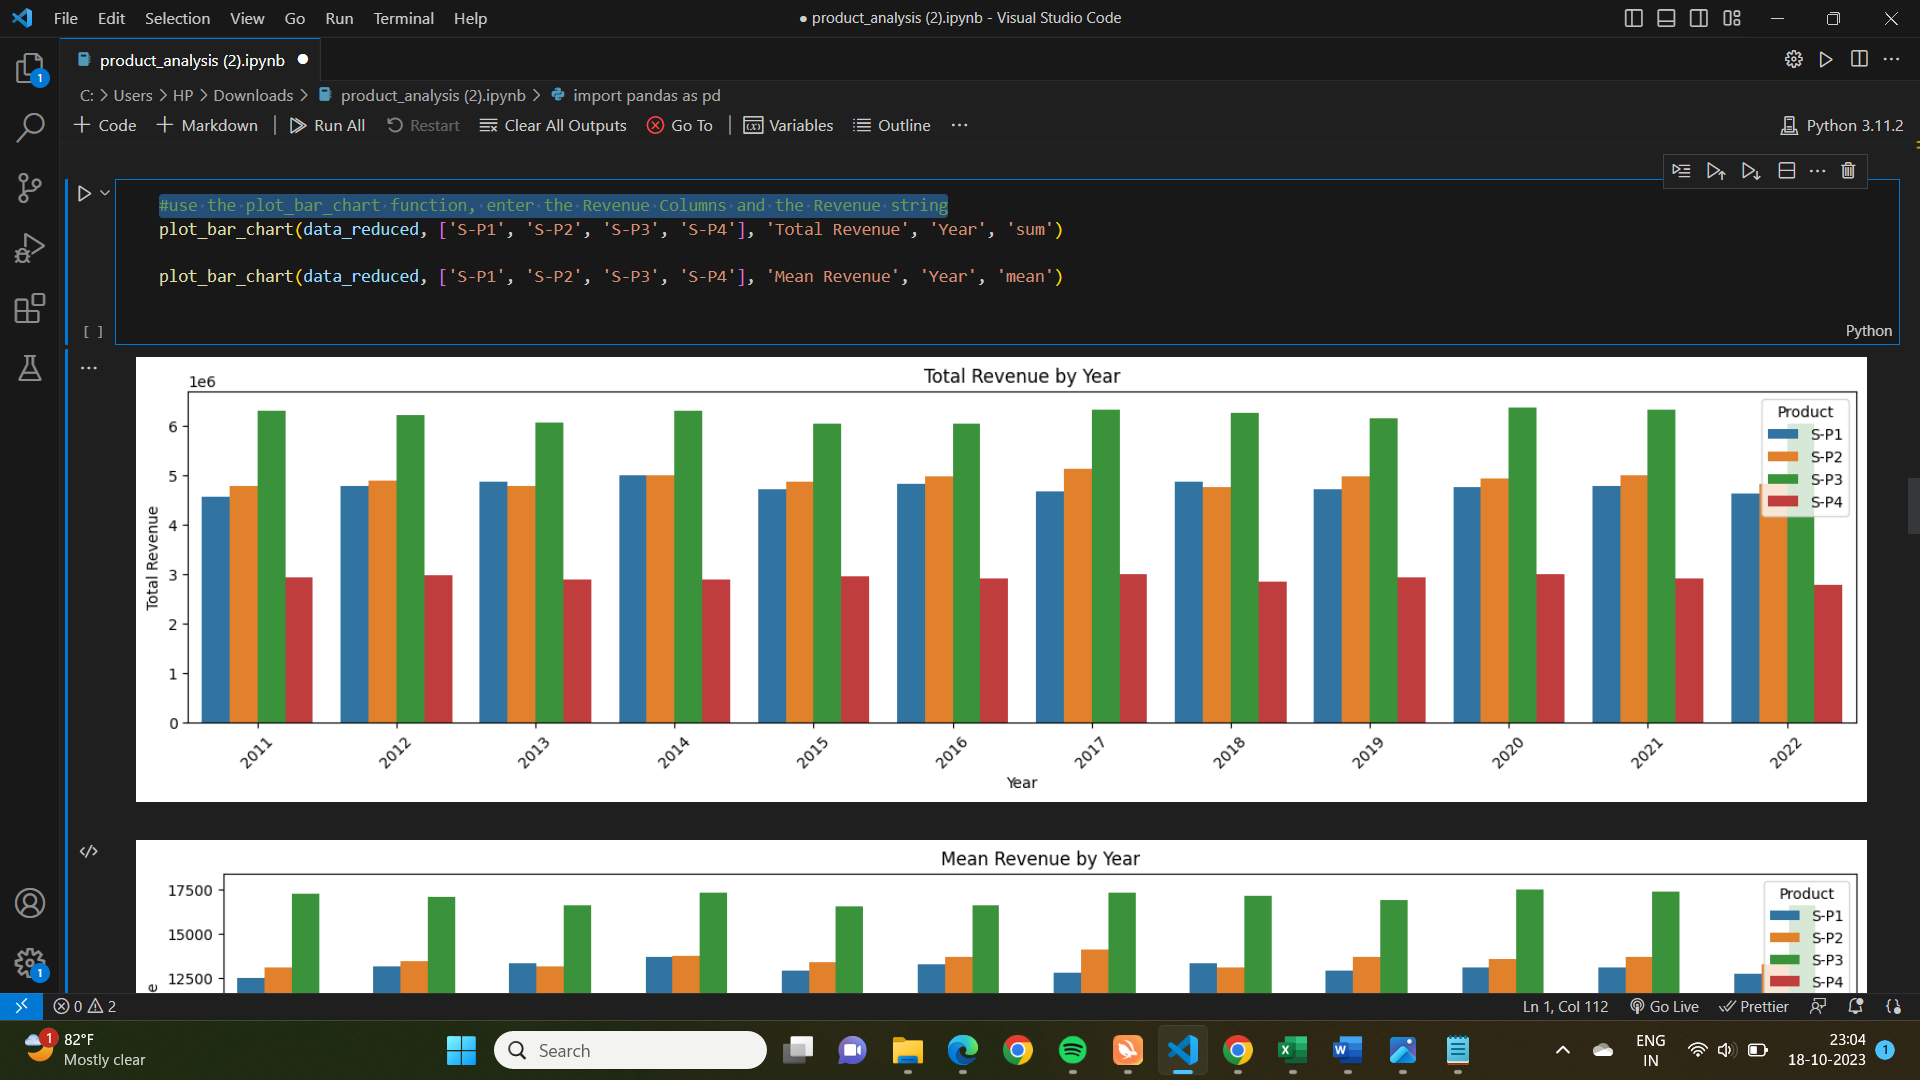 File Edit Selection View Go Run Terminal Help
● product_analysis (2).ipynb - Visual Studio Code
product_analysis (2).ipynb ●
C: > Users > HP > Downloads > product_analysis (2).ipynb > import pandas as pd
+ Code + Markdown | Run All Restart Clear All Outputs Go To | Variables Outline ...
Python 3.11.2
#use the plot_bar_chart function, enter the Revenue Columns and the Revenue string
plot_bar_chart(data_reduced, ['S-P1', 'S-P2', 'S-P3', 'S-P4'], 'Total Revenue', 'Year', 'sum')
plot_bar_chart(data_reduced, ['S-P1', 'S-P2', 'S-P3', 'S-P4'], 'Mean Revenue', 'Year', 'mean')
[ ]
Python
Total Revenue by Year
1e6
6
5
4
3
2
1
0
Total Revenue
Product
S-P1
S-P2
S-P3
S-P4
2011 2012 2013 2014 2015 2016 2017 2018 2019 2020 2021 2022
Year
Mean Revenue by Year
17500
15000
12500
e
Product
S-P1
S-P2
S-P3
S-P4
0 2
Ln 1, Col 112 Go Live Prettier
1
82°F
Mostly clear
Search
ENG
IN
23:04
18-10-2023
1